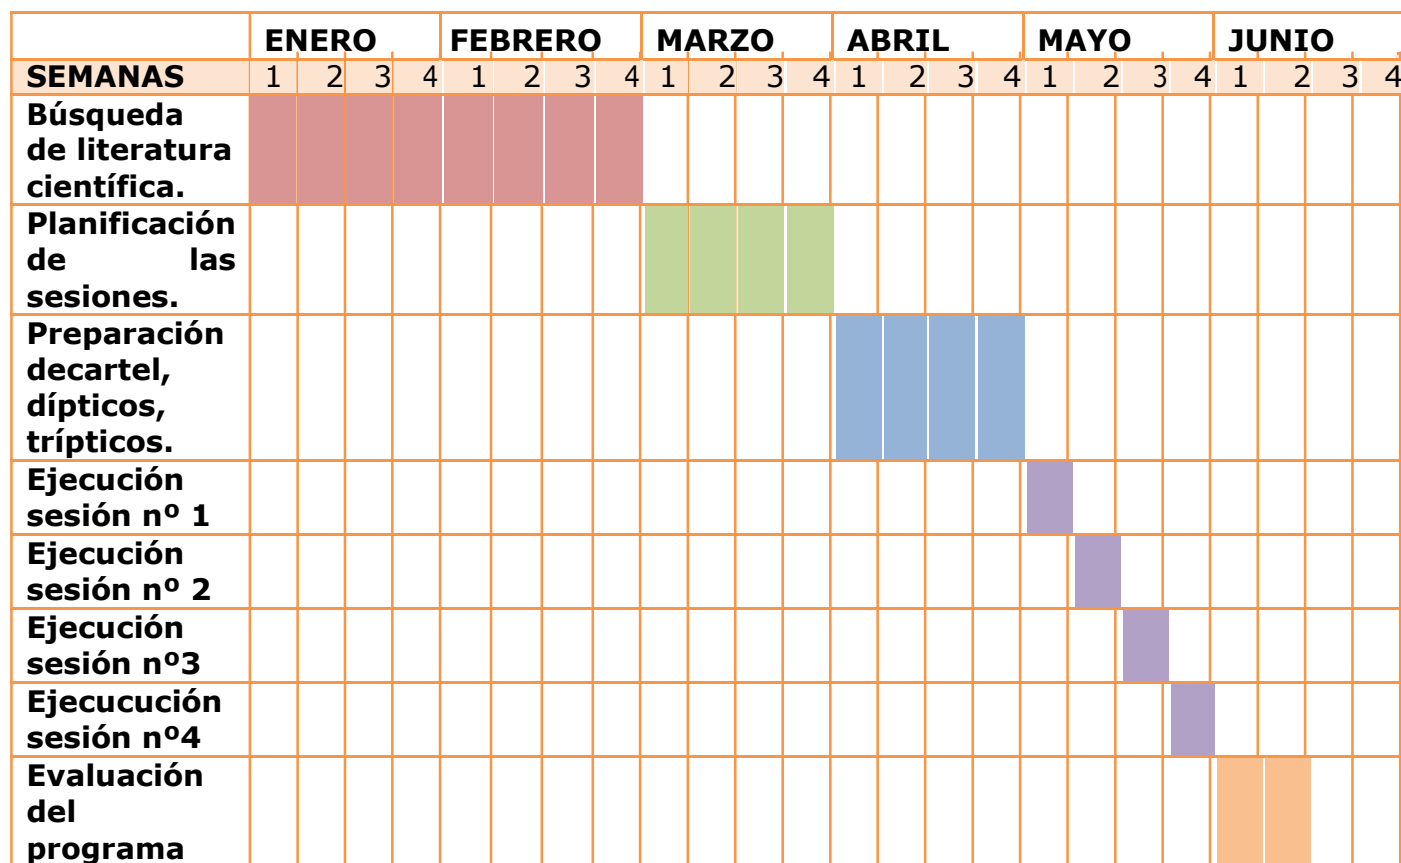 ENERO FEBRERO MARZO ABRIL MAYO JUNIO
SEMANAS 1 2 3 4 1 2 3 4 1 2 3 4 1 2 3 4 1 2 3 4 1 2 3 4
Búsqueda
de literatura
científica.
Planificación
de las
sesiones.
Preparación
decartel,
dípticos,
trípticos.
Ejecución
sesión nº 1
Ejecución
sesión nº 2
Ejecución
sesión nº3
Ejecucución
sesión nº4
Evaluación
del
programa